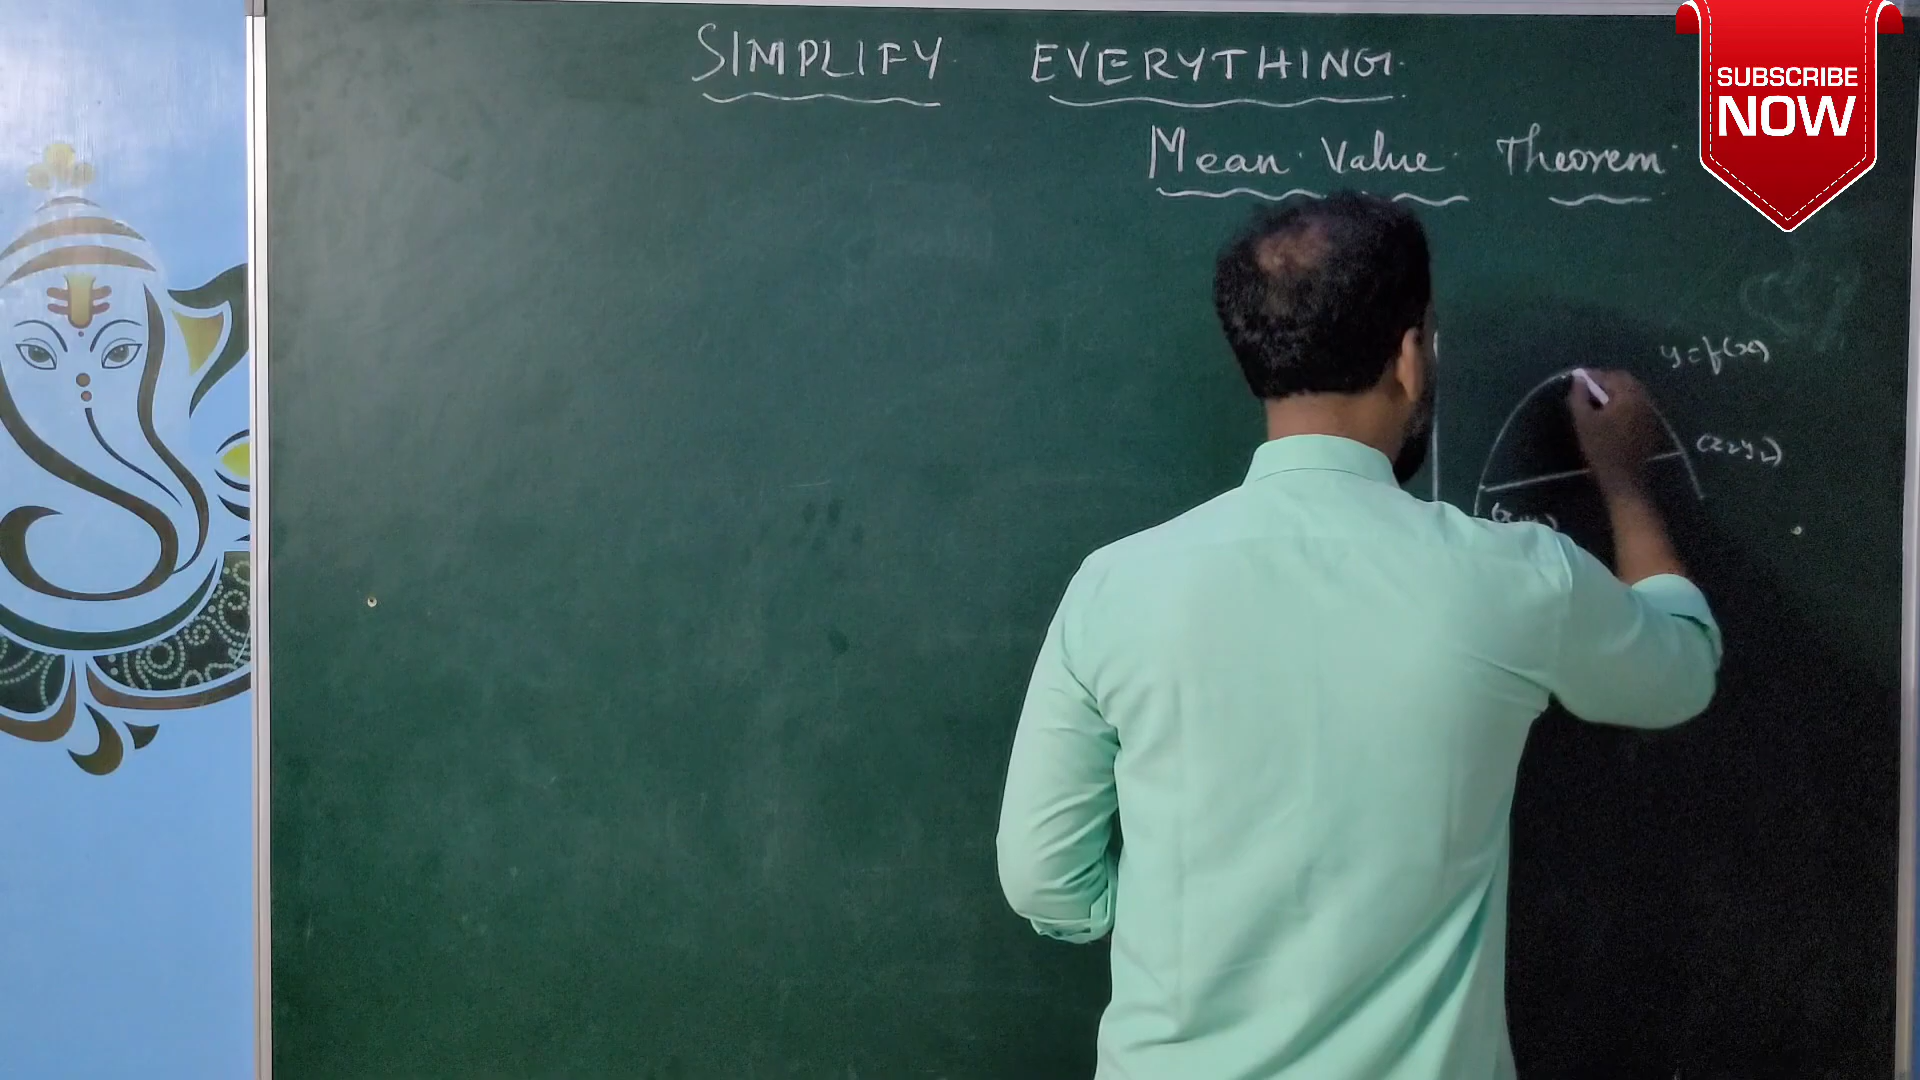 SIMPLIFY EVERYTHING
SUBSCRIBE
NOW
Mean Value Theorem
y=f(x)
(x2,y2)